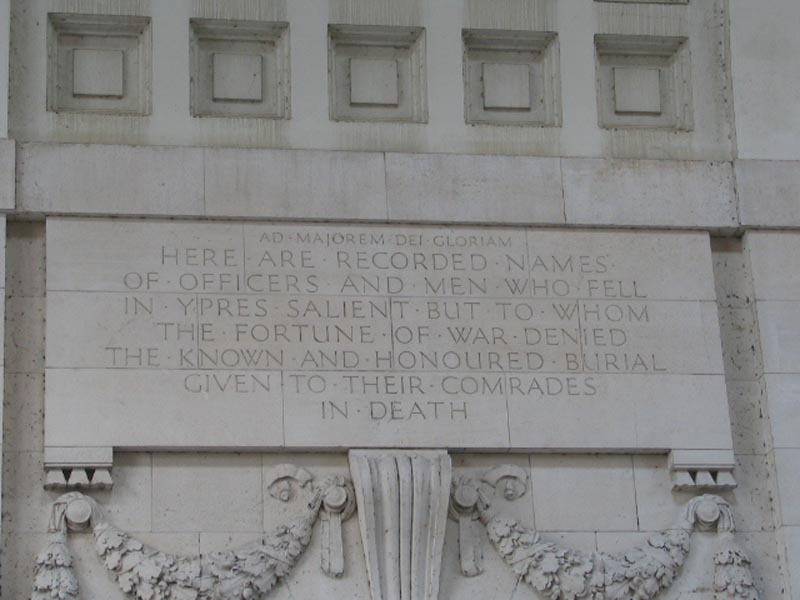 AD · MAJOREM · DEI · GLORIAM
HERE · ARE · RECORDED · NAMES
OF · OFFICERS · AND · MEN · WHO · FELL
IN · YPRES · SALIENT · BUT · TO · WHOM
THE · FORTUNE · OF · WAR · DENIED
THE · KNOWN · AND · HONOURED · BURIAL
GIVEN · TO · THEIR · COMRADES
IN · DEATH